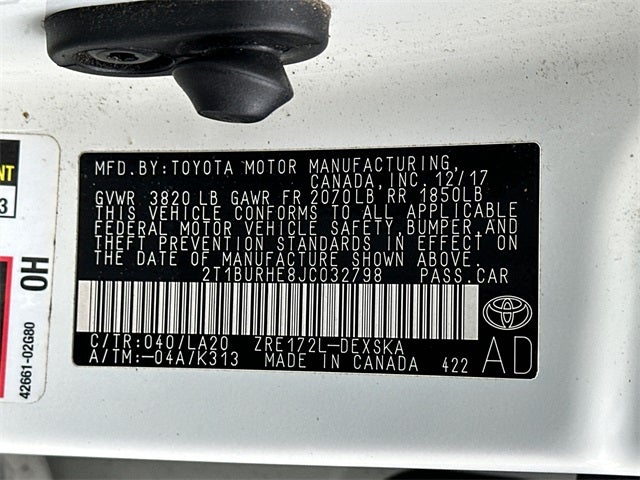 MFD.BY:TOYOTA MOTOR MANUFACTURING,
CANADA,INC.12/17
GVWR 3820 LB GAWR FR 2070LB RR 1850LB
THIS VEHICLE CONFORMS TO ALL APPLICABLE
FEDERAL MOTOR VEHICLE SAFETY,BUMPER,AND
THEFT PREVENTION STANDARDS IN EFFECT ON
THE DATE OF MANUFACTURE SHOWN ABOVE.
2T1BURHE8JC032798 PASS.CAR
C/TR:040/LA20 ZRE172L-DEXSKA
A/TM:-04A/K313 MADE IN CANADA 422
AD
NT
3
OH
42661-02G80